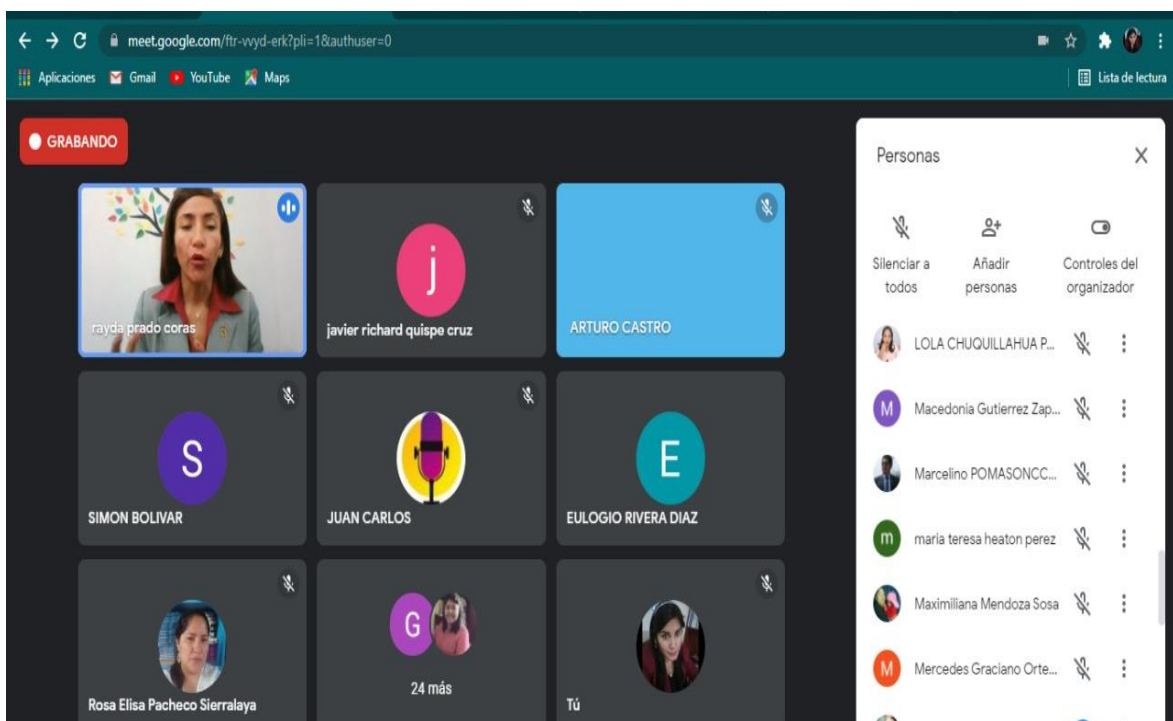 meet.google.com/ftr-vvyd-erk?pli=1&authuser=0
Aplicaciones Gmail YouTube Maps Lista de lectura
GRABANDO
rayda prado coras
j
javier richard quispe cruz
ARTURO CASTRO
S
SIMON BOLIVAR
JUAN CARLOS
E
EULOGIO RIVERA DIAZ
Rosa Elisa Pacheco Sierralaya
G
24 más
Tú
Personas
Silenciar a
todos
Añadir
personas
Controles del
organizador
LOLA CHUQUILLAHUA P...
M
Macedonia Gutierrez Zap...
Marcelino POMASONCC...
m
maría teresa heaton perez
Maximiliana Mendoza Sosa
M
Mercedes Graciano Orte...